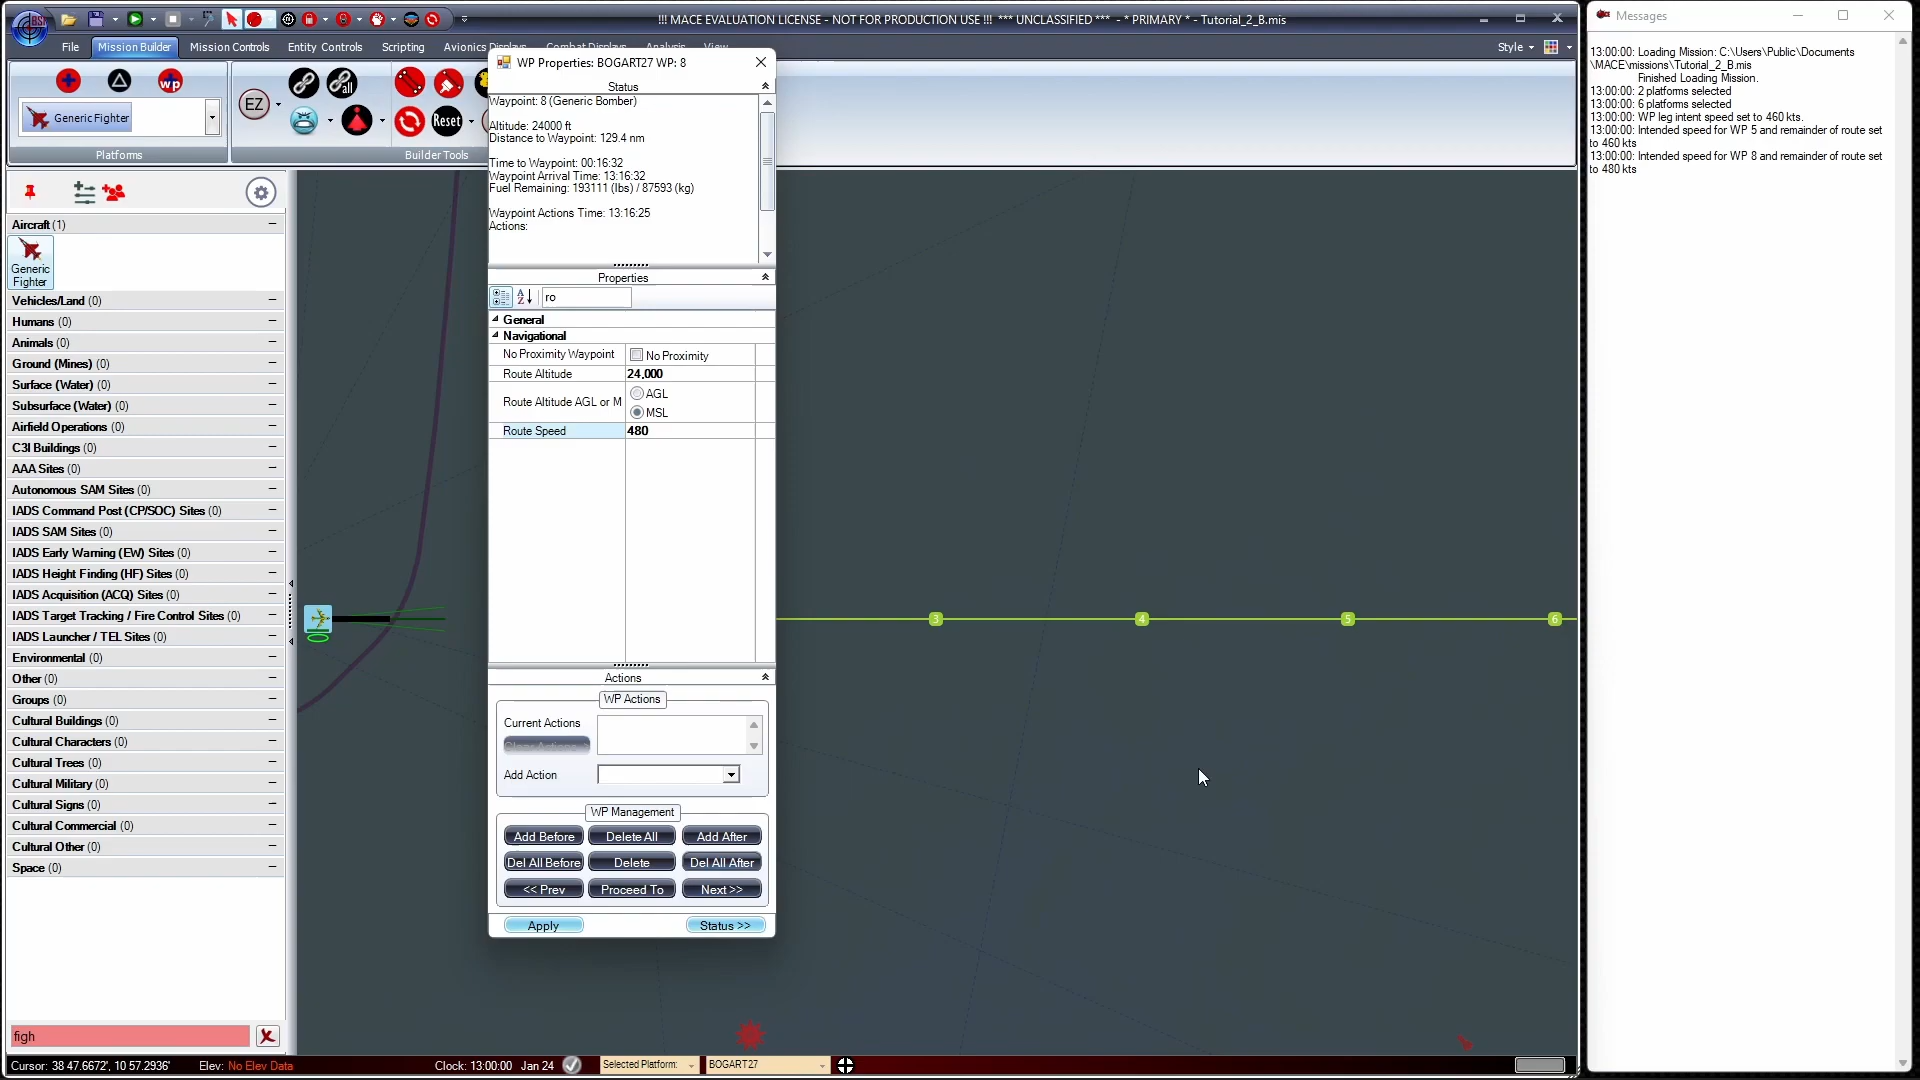 !!! MACE EVALUATION LICENSE - NOT FOR PRODUCTION USE !!!  *** UNCLASSIFIED ***  - * PRIMARY * - Tutorial_2_B.mis
File
Mission Builder
Mission Controls
Entity Controls
Scripting
Avionics Displays
Combat Displays
Analysis
View
Style
Generic Fighter
Platforms
EZ
all
wp
Reset
Builder Tools
Aircraft (1)
Generic
Fighter
Vehicles/Land (0)
Humans (0)
Animals (0)
Ground (Mines) (0)
Surface (Water) (0)
Subsurface (Water) (0)
Airfield Operations (0)
C3I Buildings (0)
AAA Sites (0)
Autonomous SAM Sites (0)
IADS Command Post (CP/SOC) Sites (0)
IADS SAM Sites (0)
IADS Early Warning (EW) Sites (0)
IADS Height Finding (HF) Sites (0)
IADS Acquisition (ACQ) Sites (0)
IADS Target Tracking / Fire Control Sites (0)
IADS Launcher / TEL Sites (0)
Environmental (0)
Other (0)
Groups (0)
Cultural Buildings (0)
Cultural Characters (0)
Cultural Trees (0)
Cultural Military (0)
Cultural Signs (0)
Cultural Commercial (0)
Cultural Other (0)
Space (0)
figh
WP Properties: BOGART27 WP: 8
Status
Waypoint: 8 (Generic Bomber)
Altitude: 24000 ft
Distance to Waypoint: 129.4 nm
Time to Waypoint: 00:16:32
Waypoint Arrival Time: 13:16:32
Fuel Remaining: 193111 (lbs) / 87593 (kg)
Waypoint Actions Time: 13:16:25
Actions:
Properties
ro
General
Navigational
No Proximity Waypoint
No Proximity
Route Altitude
24,000
Route Altitude AGL or M
AGL
MSL
Route Speed
480
Actions
WP Actions
Current Actions
Clear Actions
Add Action
WP Management
Add Before
Delete All
Add After
Del All Before
Delete
Del All After
<< Prev
Proceed To
Next >>
Apply
Status >>
3
4
5
6
Cursor: 38 47.6672', 10 57.2936'
Elev: No Elev Data
Clock: 13:00:00
Jan 24
Selected Platform:
BOGART27
Messages
13:00:00: Loading Mission: C:\Users\Public\Documents
\MACE\missions\Tutorial_2_B.mis
Finished Loading Mission.
13:00:00: 2 platforms selected
13:00:00: 6 platforms selected
13:00:00: WP leg intent speed set to 460 kts.
13:00:00: Intended speed for WP 5 and remainder of route set
to 460 kts
13:00:00: Intended speed for WP 8 and remainder of route set
to 480 kts